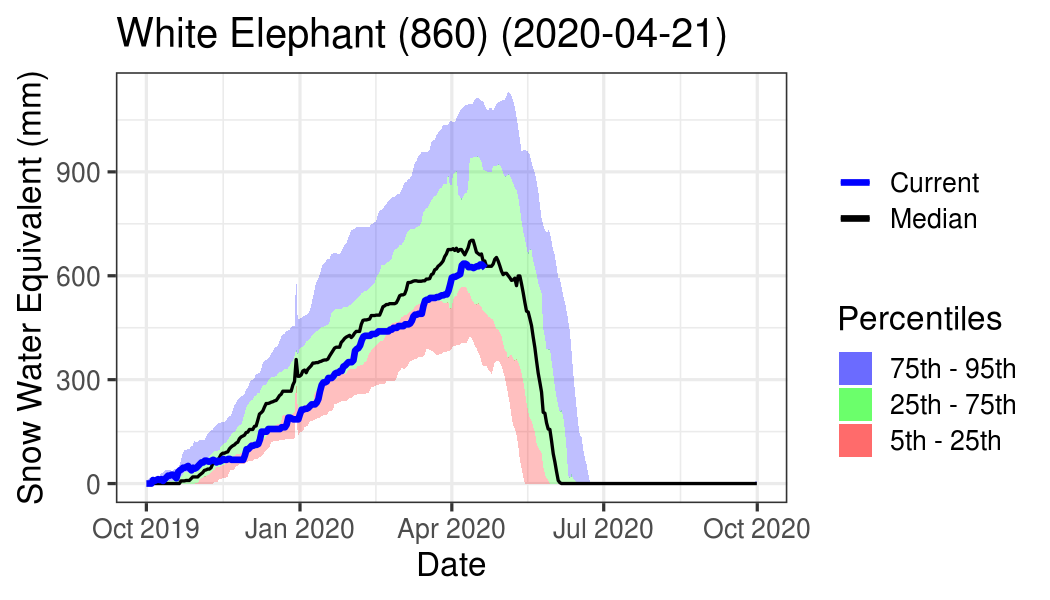 White Elephant (860) (2020-04-21)
Snow Water Equivalent (mm)
900
600
300
0
Oct 2019
Jan 2020
Apr 2020
Jul 2020
Oct 2020
Date
Current
Median
Percentiles
75th - 95th
25th - 75th
5th - 25th